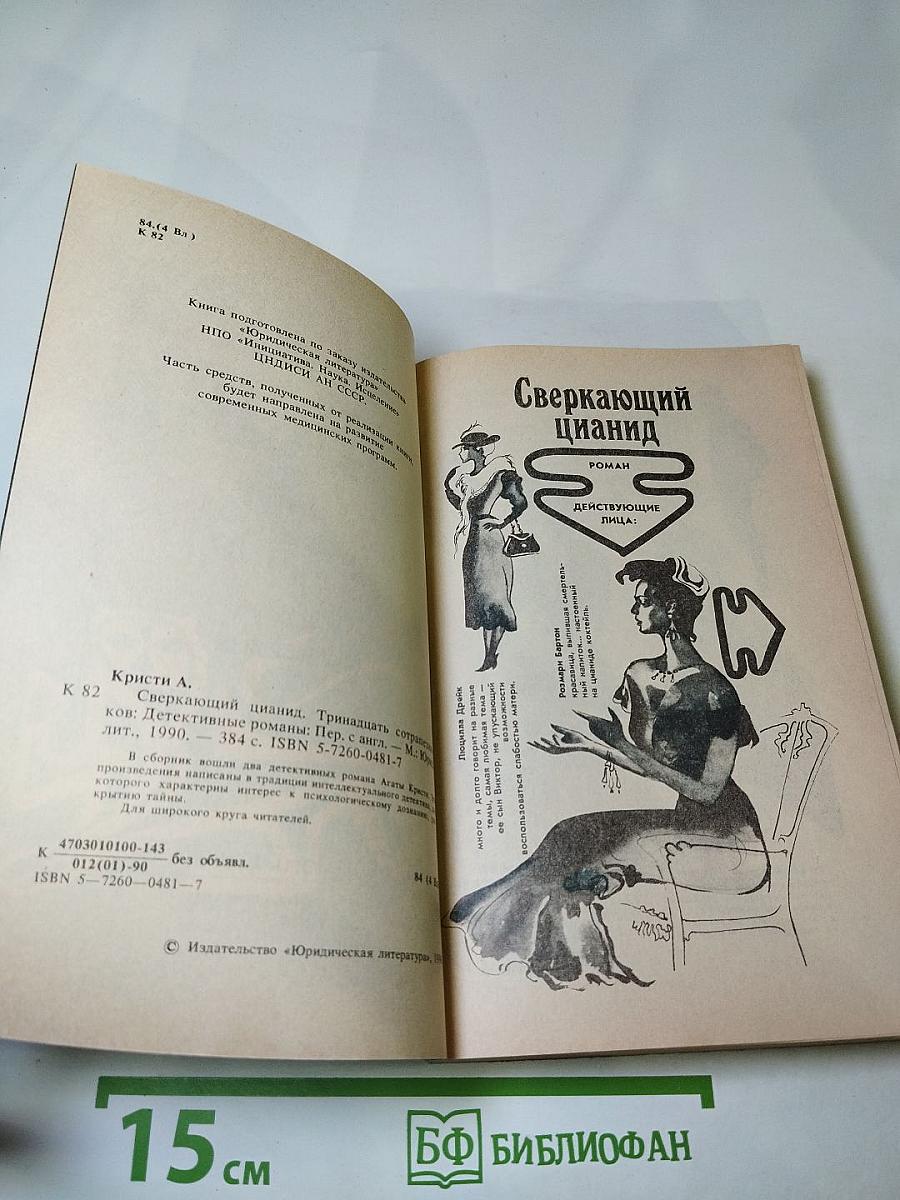 84.(4 Вл)
К 82
Книга подготовлена по заказу издательства
«Юридическая литература»
НПО «Инициатива. Наука. Исцеление»
ЦНДИСИ АН СССР.
Часть средств, полученных от реализации книги,
будет направлена на развитие
современных медицинских программ.
Кристи А.
К 82 Сверкающий цианид. Тринадцать
ков: Детективные романы: Пер. с англ. — М.:
лит., 1990. — 384 с. ISBN 5-7260-0481-7
В сборник вошли два детективных романа Агаты Кристи.
произведения написаны в традиции интеллектуального детектива,
которого характерны интерес к психологическому дознанию,
крытию тайны.
Для широкого круга читателей.
К 4703010100-143
012(01)-90
без объявл.
84 (4
ISBN 5—7260—0481—7
© Издательство «Юридическая литература»,
Сверкающий
цианид
РОМАН
ДЕЙСТВУЮЩИЕ
ЛИЦА:
Люцилла Дрейк
много и долго говорит на разные
темы, самая любимая тема —
ее сын Виктор, не упускающий
возможности
воспользоваться слабостью матери.
Розмари Бартон
красавица, выпившая смертель-
ный напиток... настоенный
на цианиде коктейль.
15 см
БФ БИБЛИОФАН